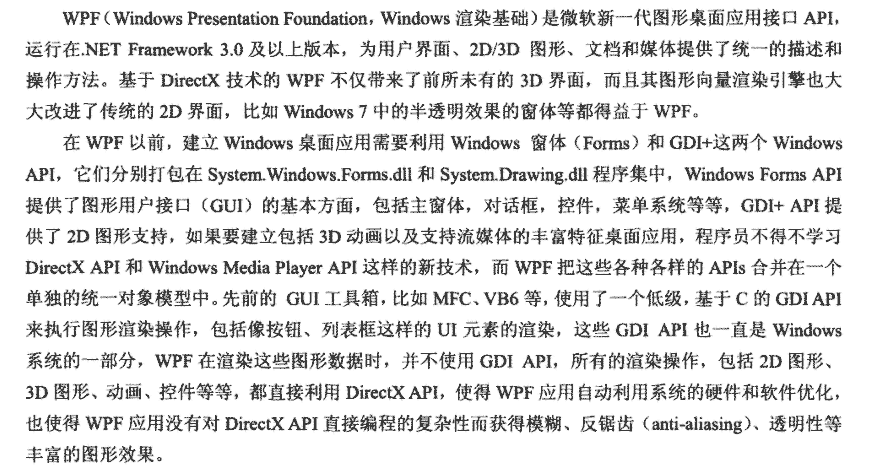 WPF（Windows Presentation Foundation，Windows 渲染基础）是微软新一代图形桌面应用接口 API，
运行在.NET Framework 3.0 及以上版本，为用户界面、2D/3D 图形、文档和媒体提供了统一的描述和
操作方法。基于 DirectX 技术的 WPF 不仅带来了前所未有的 3D 界面，而且其图形向量渲染引擎也大
大改进了传统的 2D 界面，比如 Windows 7 中的半透明效果的窗体等都得益于 WPF。
在 WPF 以前，建立 Windows 桌面应用需要利用 Windows 窗体（Forms）和 GDI+这两个 Windows
API，它们分别打包在 System.Windows.Forms.dll 和 System.Drawing.dll 程序集中，Windows Forms API
提供了图形用户接口（GUI）的基本方面，包括主窗体，对话框，控件，菜单系统等等，GDI+ API 提
供了 2D 图形支持，如果要建立包括 3D 动画以及支持流媒体的丰富特征桌面应用，程序员不得不学习
DirectX API 和 Windows Media Player API 这样的新技术，而 WPF 把这些各种各样的 APIs 合并在一个
单独的统一对象模型中。先前的 GUI 工具箱，比如 MFC、VB6 等，使用了一个低级，基于 C 的 GDI API
来执行图形渲染操作，包括像按钮、列表框这样的 UI 元素的渲染，这些 GDI API 也一直是 Windows
系统的一部分，WPF 在渲染这些图形数据时，并不使用 GDI API，所有的渲染操作，包括 2D 图形、
3D 图形、动画、控件等等，都直接利用 DirectX API，使得 WPF 应用自动利用系统的硬件和软件优化，
也使得 WPF 应用没有对 DirectX API 直接编程的复杂性而获得模糊、反锯齿（anti-aliasing）、透明性等
丰富的图形效果。